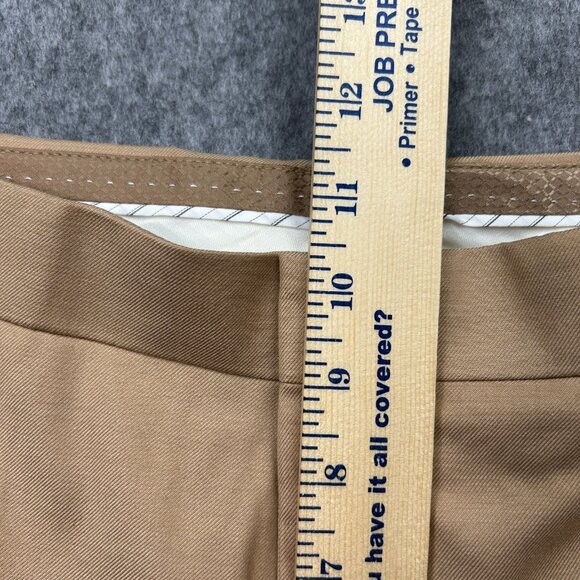 JOB PRE
• Primer • Tape
u have it all covered?
13
12
11
10
9
8
7